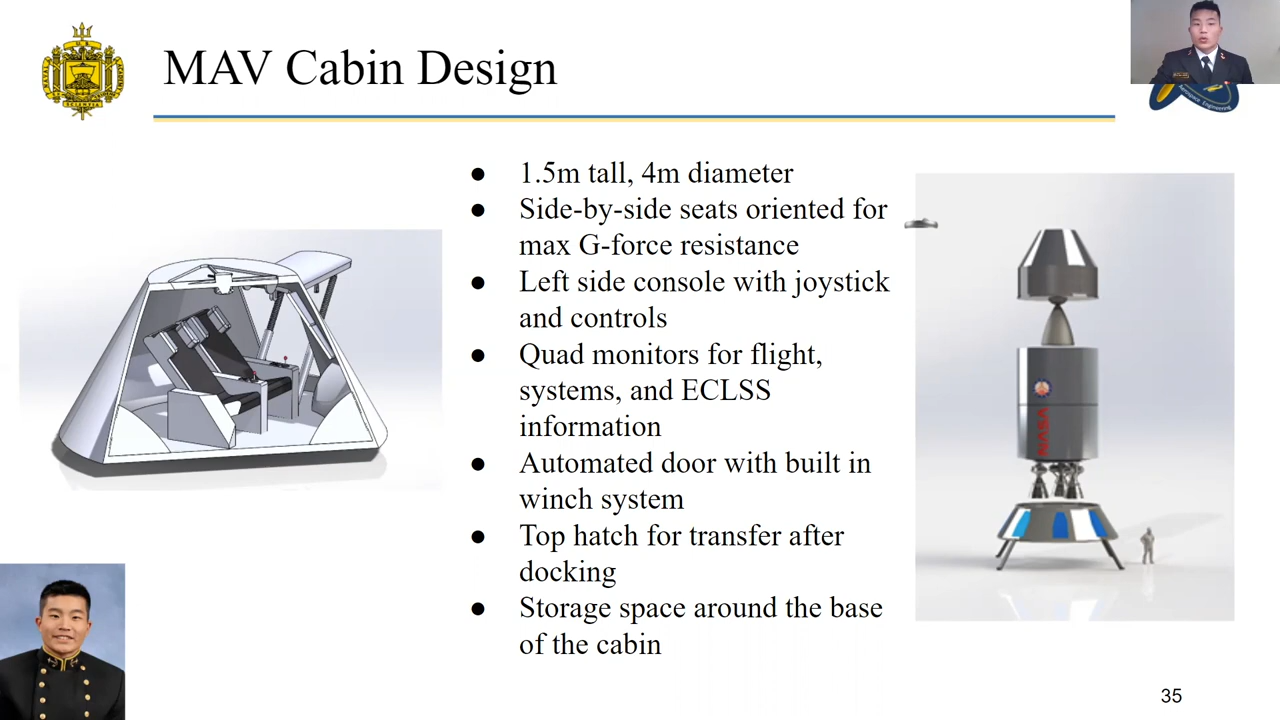 MAV Cabin Design
Aerospace Engineering
● 1.5m tall, 4m diameter
● Side-by-side seats oriented for
max G-force resistance
● Left side console with joystick
and controls
● Quad monitors for flight,
systems, and ECLSS
information
● Automated door with built in
winch system
● Top hatch for transfer after
docking
● Storage space around the base
of the cabin
NASA
35